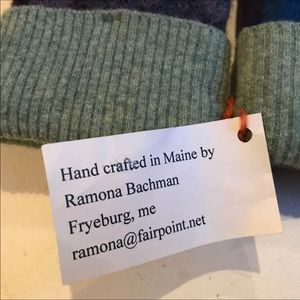 Hand crafted in Maine by
Ramona Bachman
Fryeburg, me
ramona@fairpoint.net